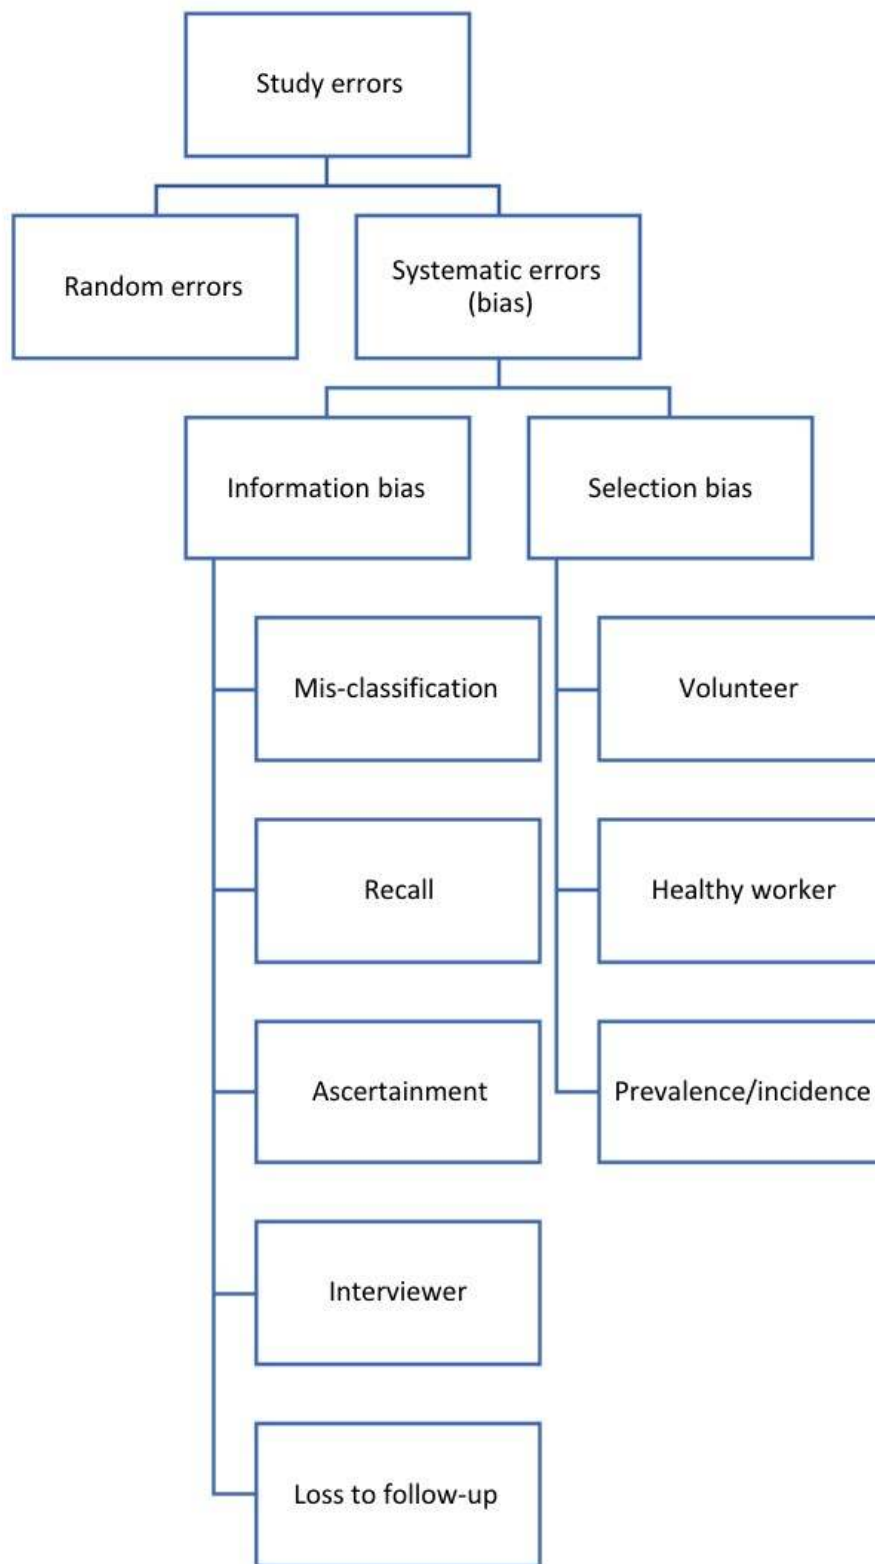 Study errors
Random errors
Systematic errors
(bias)
Information bias
Selection bias
Mis-classification
Volunteer
Recall
Healthy worker
Ascertainment
Prevalence/incidence
Interviewer
Loss to follow-up